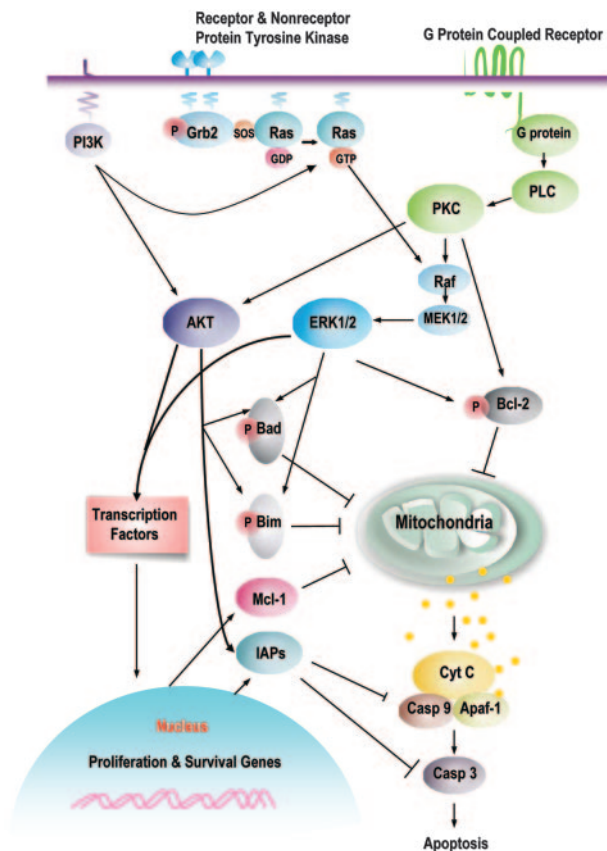 Receptor & Nonreceptor
Protein Tyrosine Kinase
G Protein Coupled Receptor
PI3K
P
Grb2
SOS
Ras
GDP
Ras
GTP
G protein
PLC
PKC
Raf
MEK1/2
AKT
ERK1/2
P
Bcl-2
P
Bad
Transcription
Factors
P
Bim
Mitochondria
Mcl-1
IAPs
Cyt C
Casp 9
Apaf-1
Nucleus
Proliferation & Survival Genes
Casp 3
Apoptosis